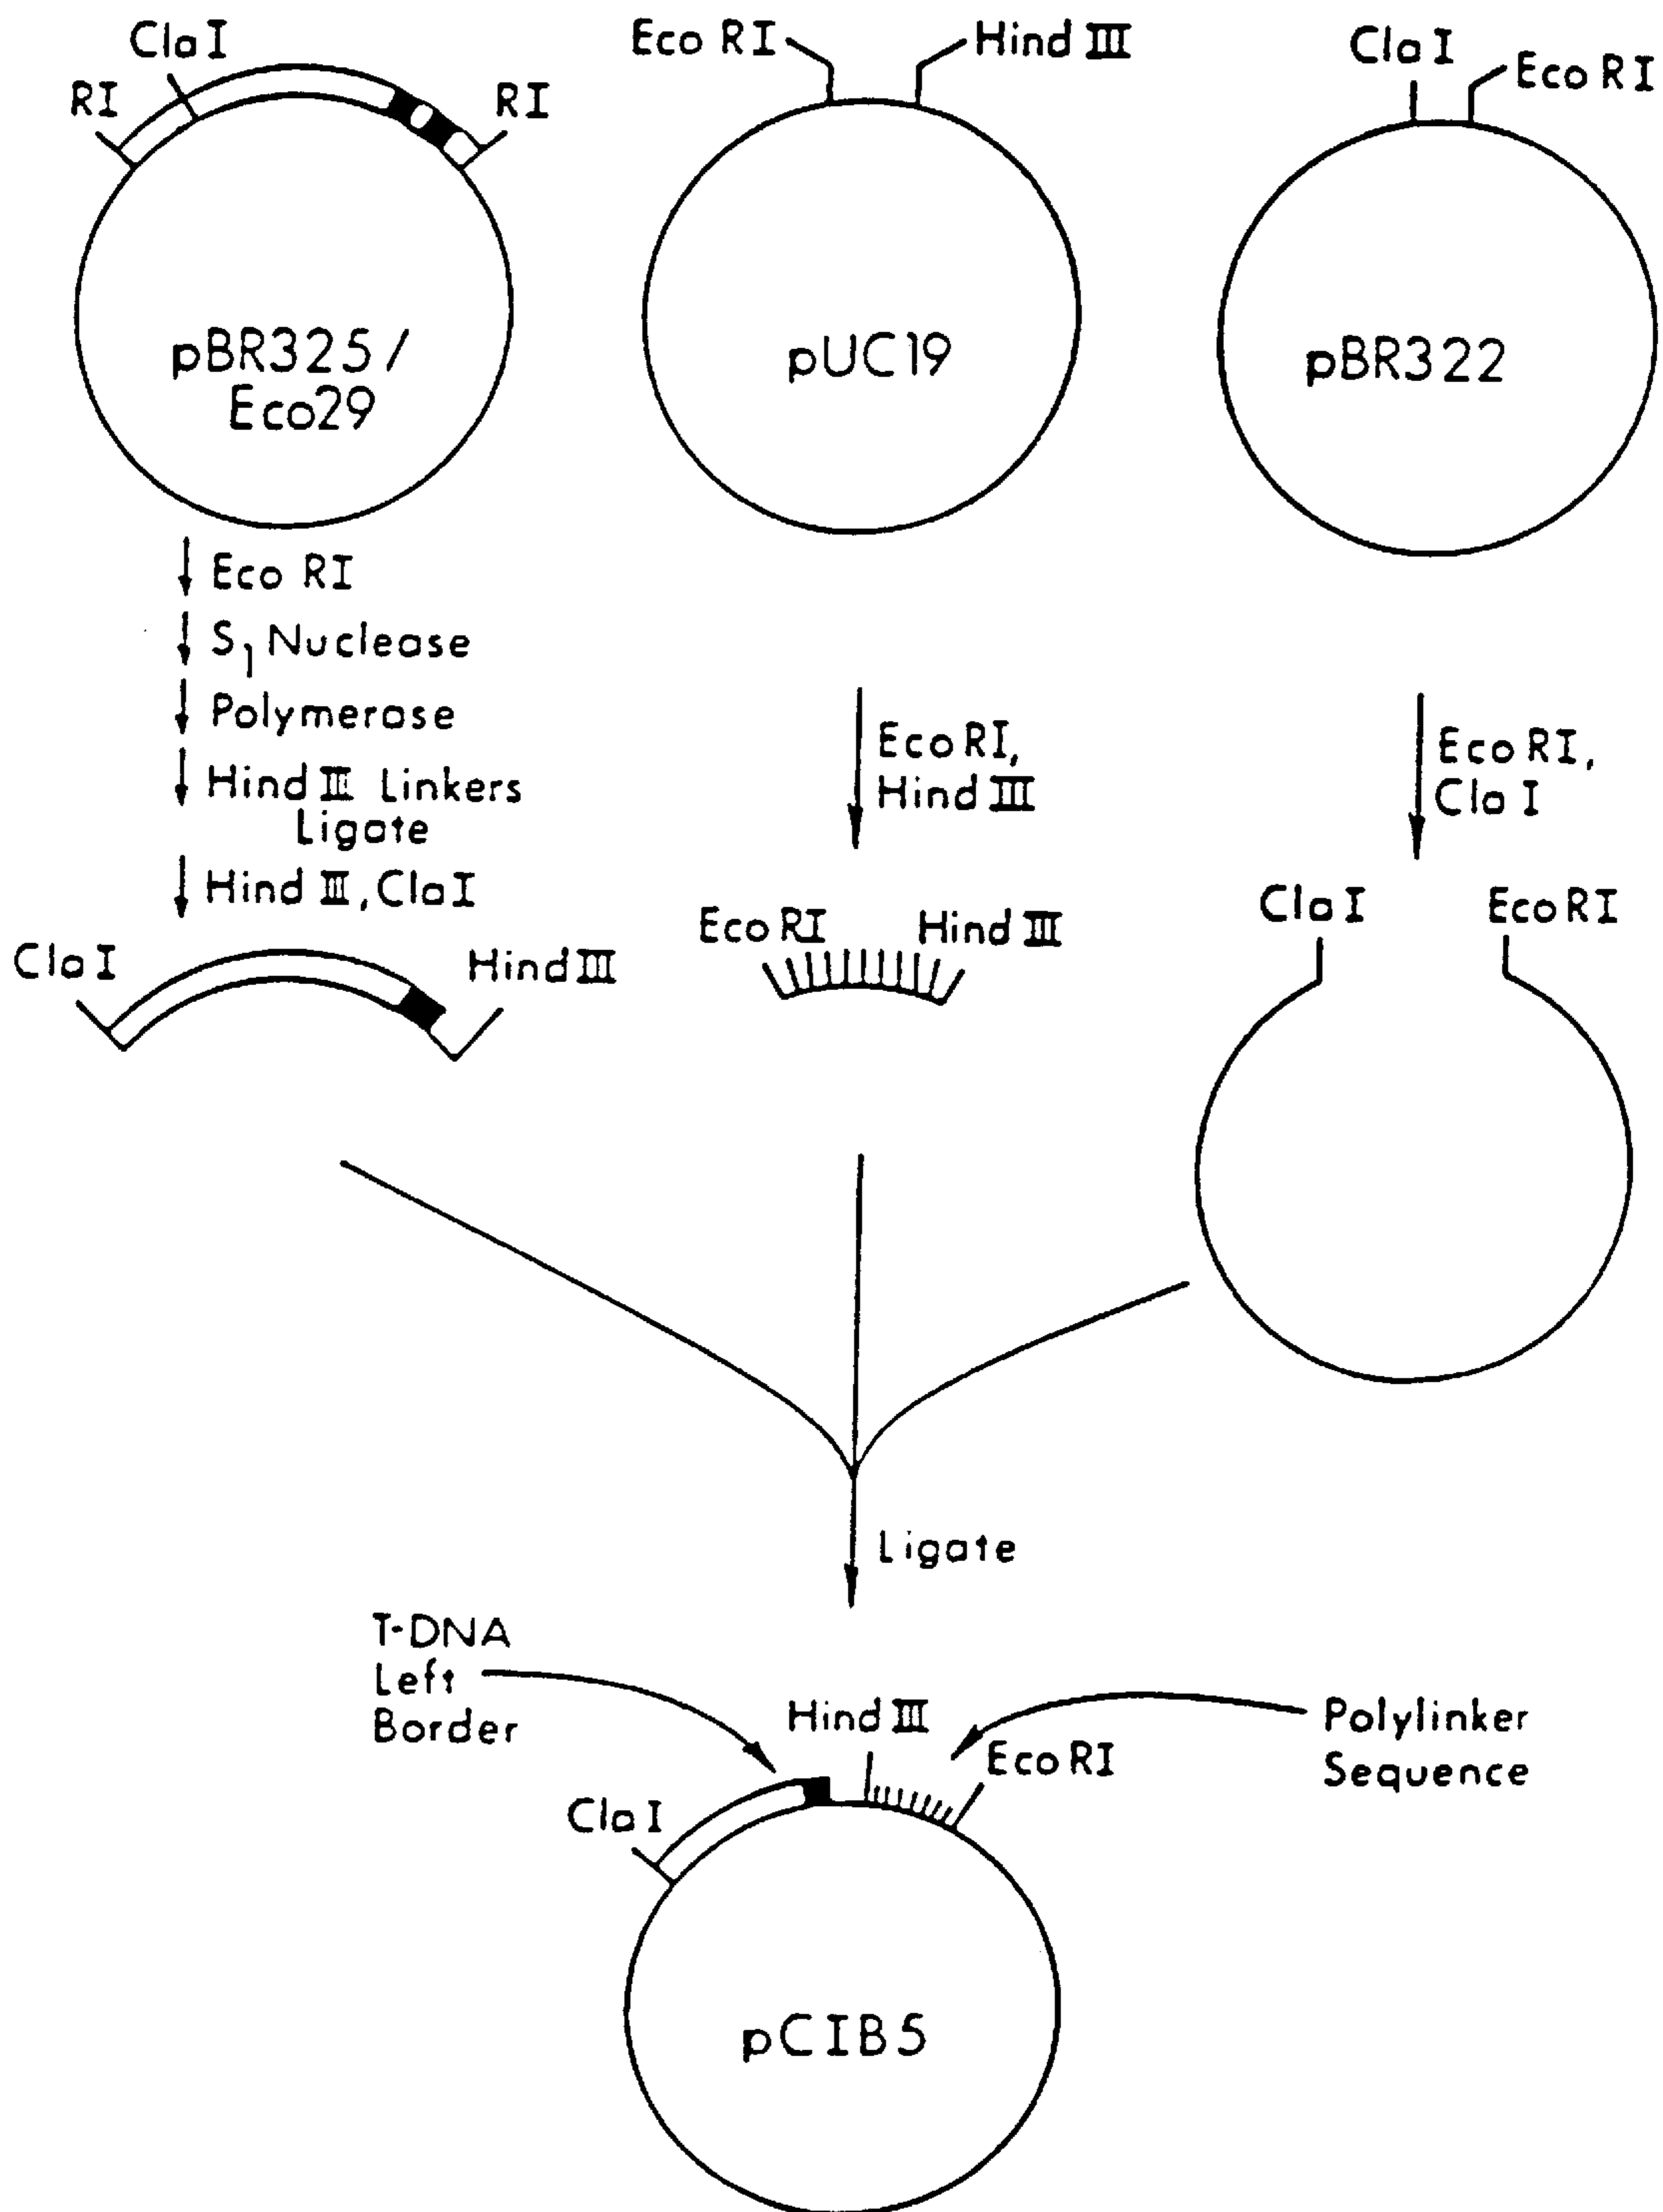 Cla I
RI
RI
Eco RI
Hind III
Cla I
Eco RI
pBR325/
Eco29
pUC19
pBR322
Eco RI
S1 Nuclease
Polymerase
Hind III Linkers
Ligate
Hind III, Cla I
Eco RI,
Hind III
Eco RI,
Cla I
Cla I
Hind III
Eco RI
Hind III
Cla I
Eco RI
Ligate
T-DNA
Left
Border
Hind III
Eco RI
Polylinker
Sequence
Cla I
pCIB5